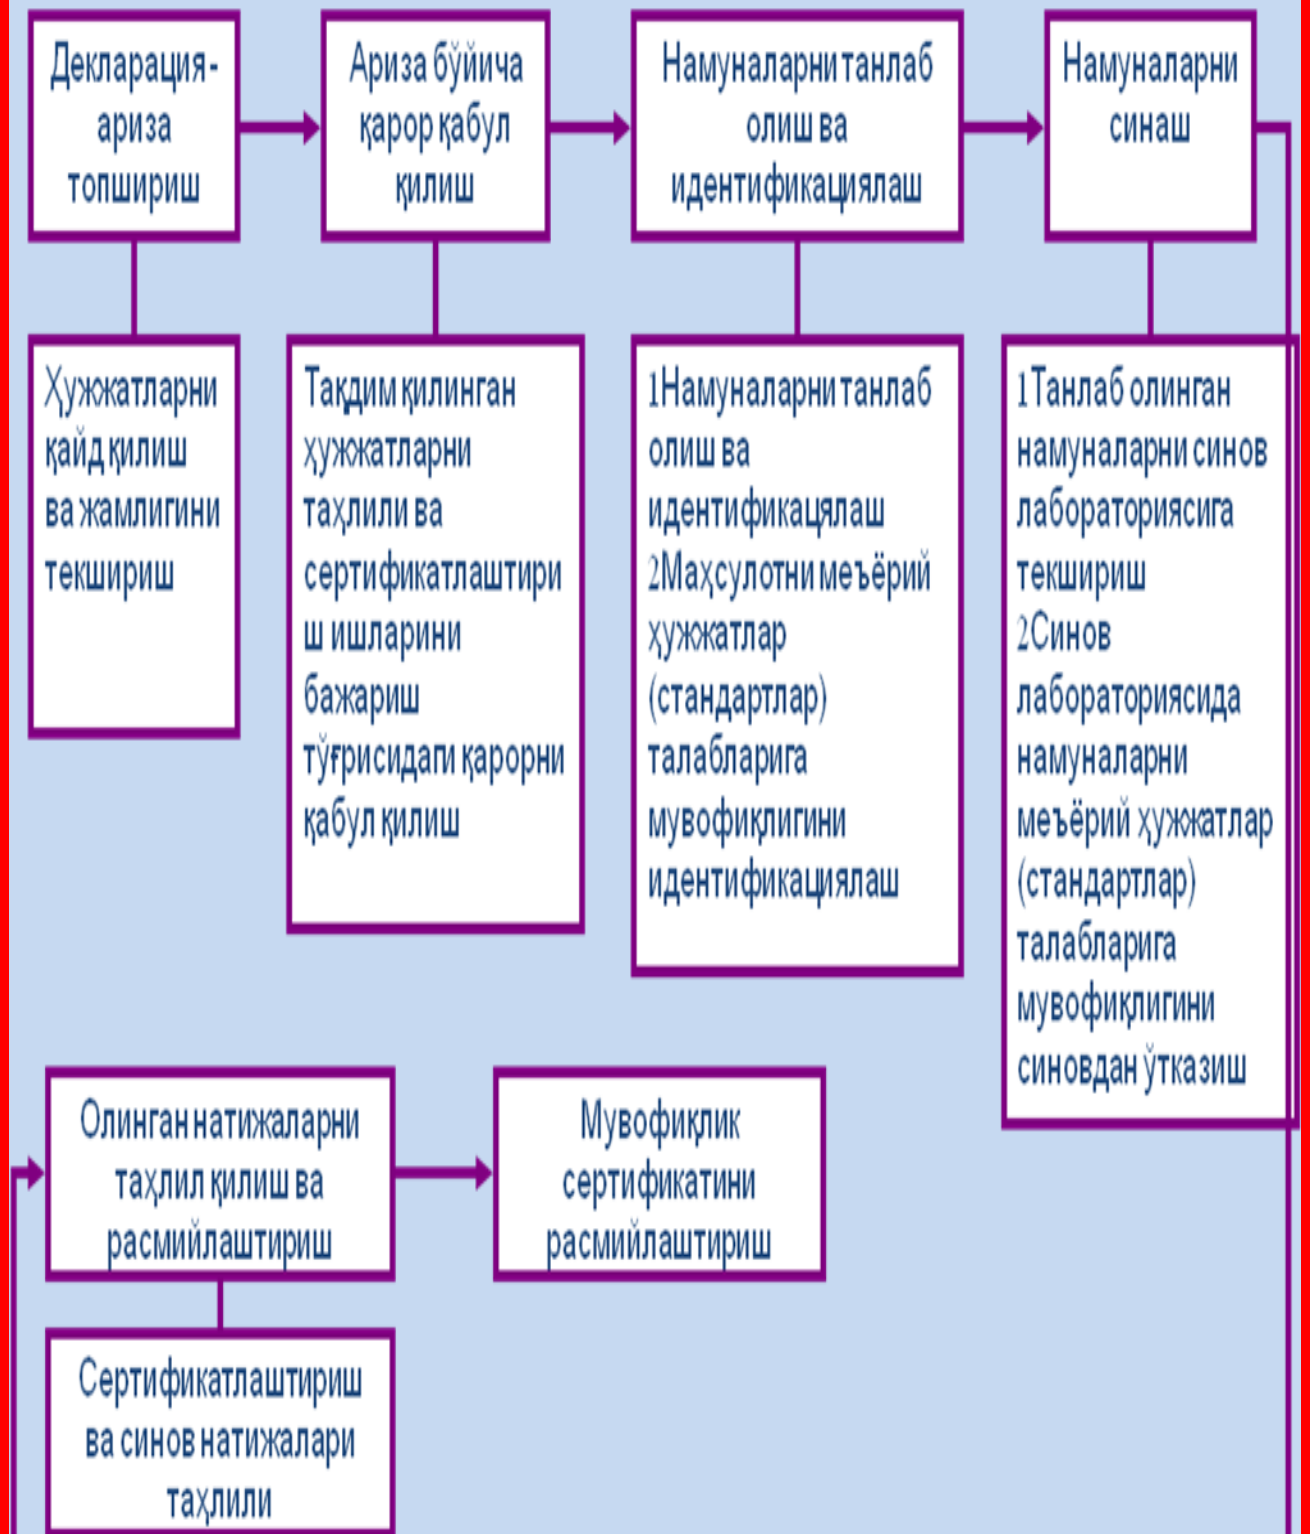 Декларация-
ариза
топшириш
Ариза бўйича
қарор қабул
қилиш
Намуналарни танлаб
олиш ва
идентификациялаш
Намуналарни
синаш
Ҳужжатларни
қайд қилиш
ва жамлигини
текшириш
Тақдим қилинган
ҳужжатларни
таҳлили ва
сертификатлаштири
ш ишларини
бажариш
тўғрисидаги қарорни
қабул қилиш
1Намуналарни танлаб
олиш ва
идентификацялаш
2Маҳсулотни меъёрий
ҳужжатлар
(стандартлар)
талабларига
мувофиқлигини
идентификациялаш
1Танлаб олинган
намуналарни синов
лабораториясига
текшириш
2Синов
лабораториясида
намуналарни
меъёрий ҳужжатлар
(стандартлар)
талабларига
мувофиқлигини
синовдан ўтказиш
Олинган натижаларни
таҳлил қилиш ва
расмийлаштириш
Мувофиқлик
сертификатини
расмийлаштириш
Сертификатлаштириш
ва синов натижалари
таҳлили